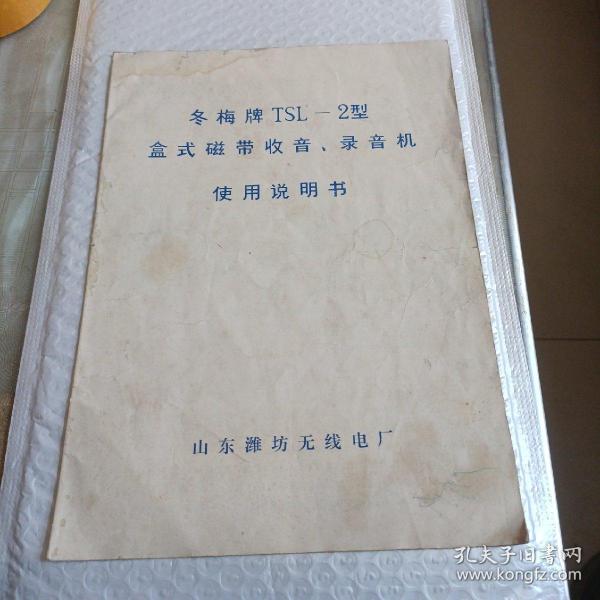 冬梅牌TSL－2型
盒式磁带收音、录音机
使用说明书
山东潍坊无线电厂
孔夫子旧书网
www.kongfz.com